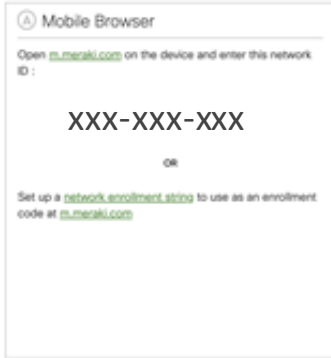 A Mobile Browser
Open m.meraki.com on the device and enter this network
ID :
XXX-XXX-XXX
OR
Set up a network enrollment string to use as an enrollment
code at m.meraki.com